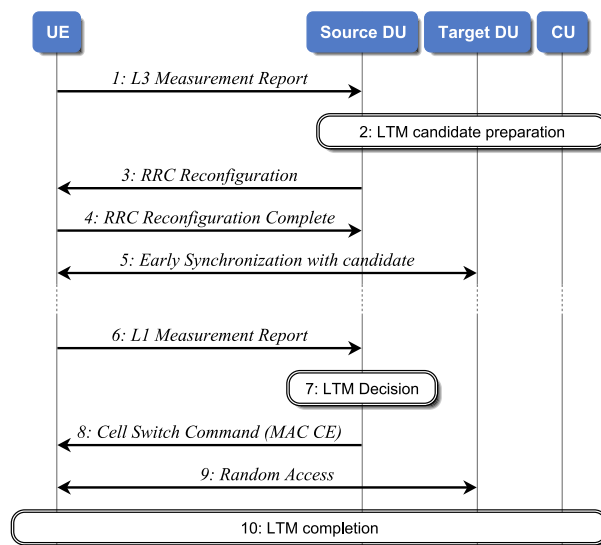 UE Source DU Target DU CU
1: L3 Measurement Report
2: LTM candidate preparation
3: RRC Reconfiguration
4: RRC Reconfiguration Complete
5: Early Synchronization with candidate
6: L1 Measurement Report
7: LTM Decision
8: Cell Switch Command (MAC CE)
9: Random Access
10: LTM completion